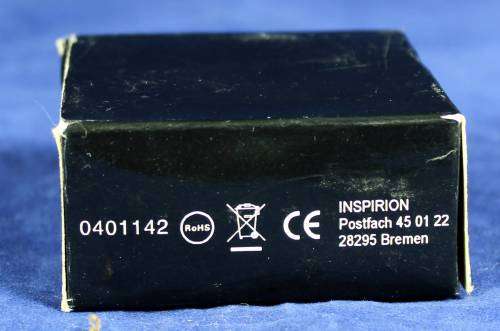 0401142 RoHS CE INSPIRION
Postfach 45 01 22
28295 Bremen